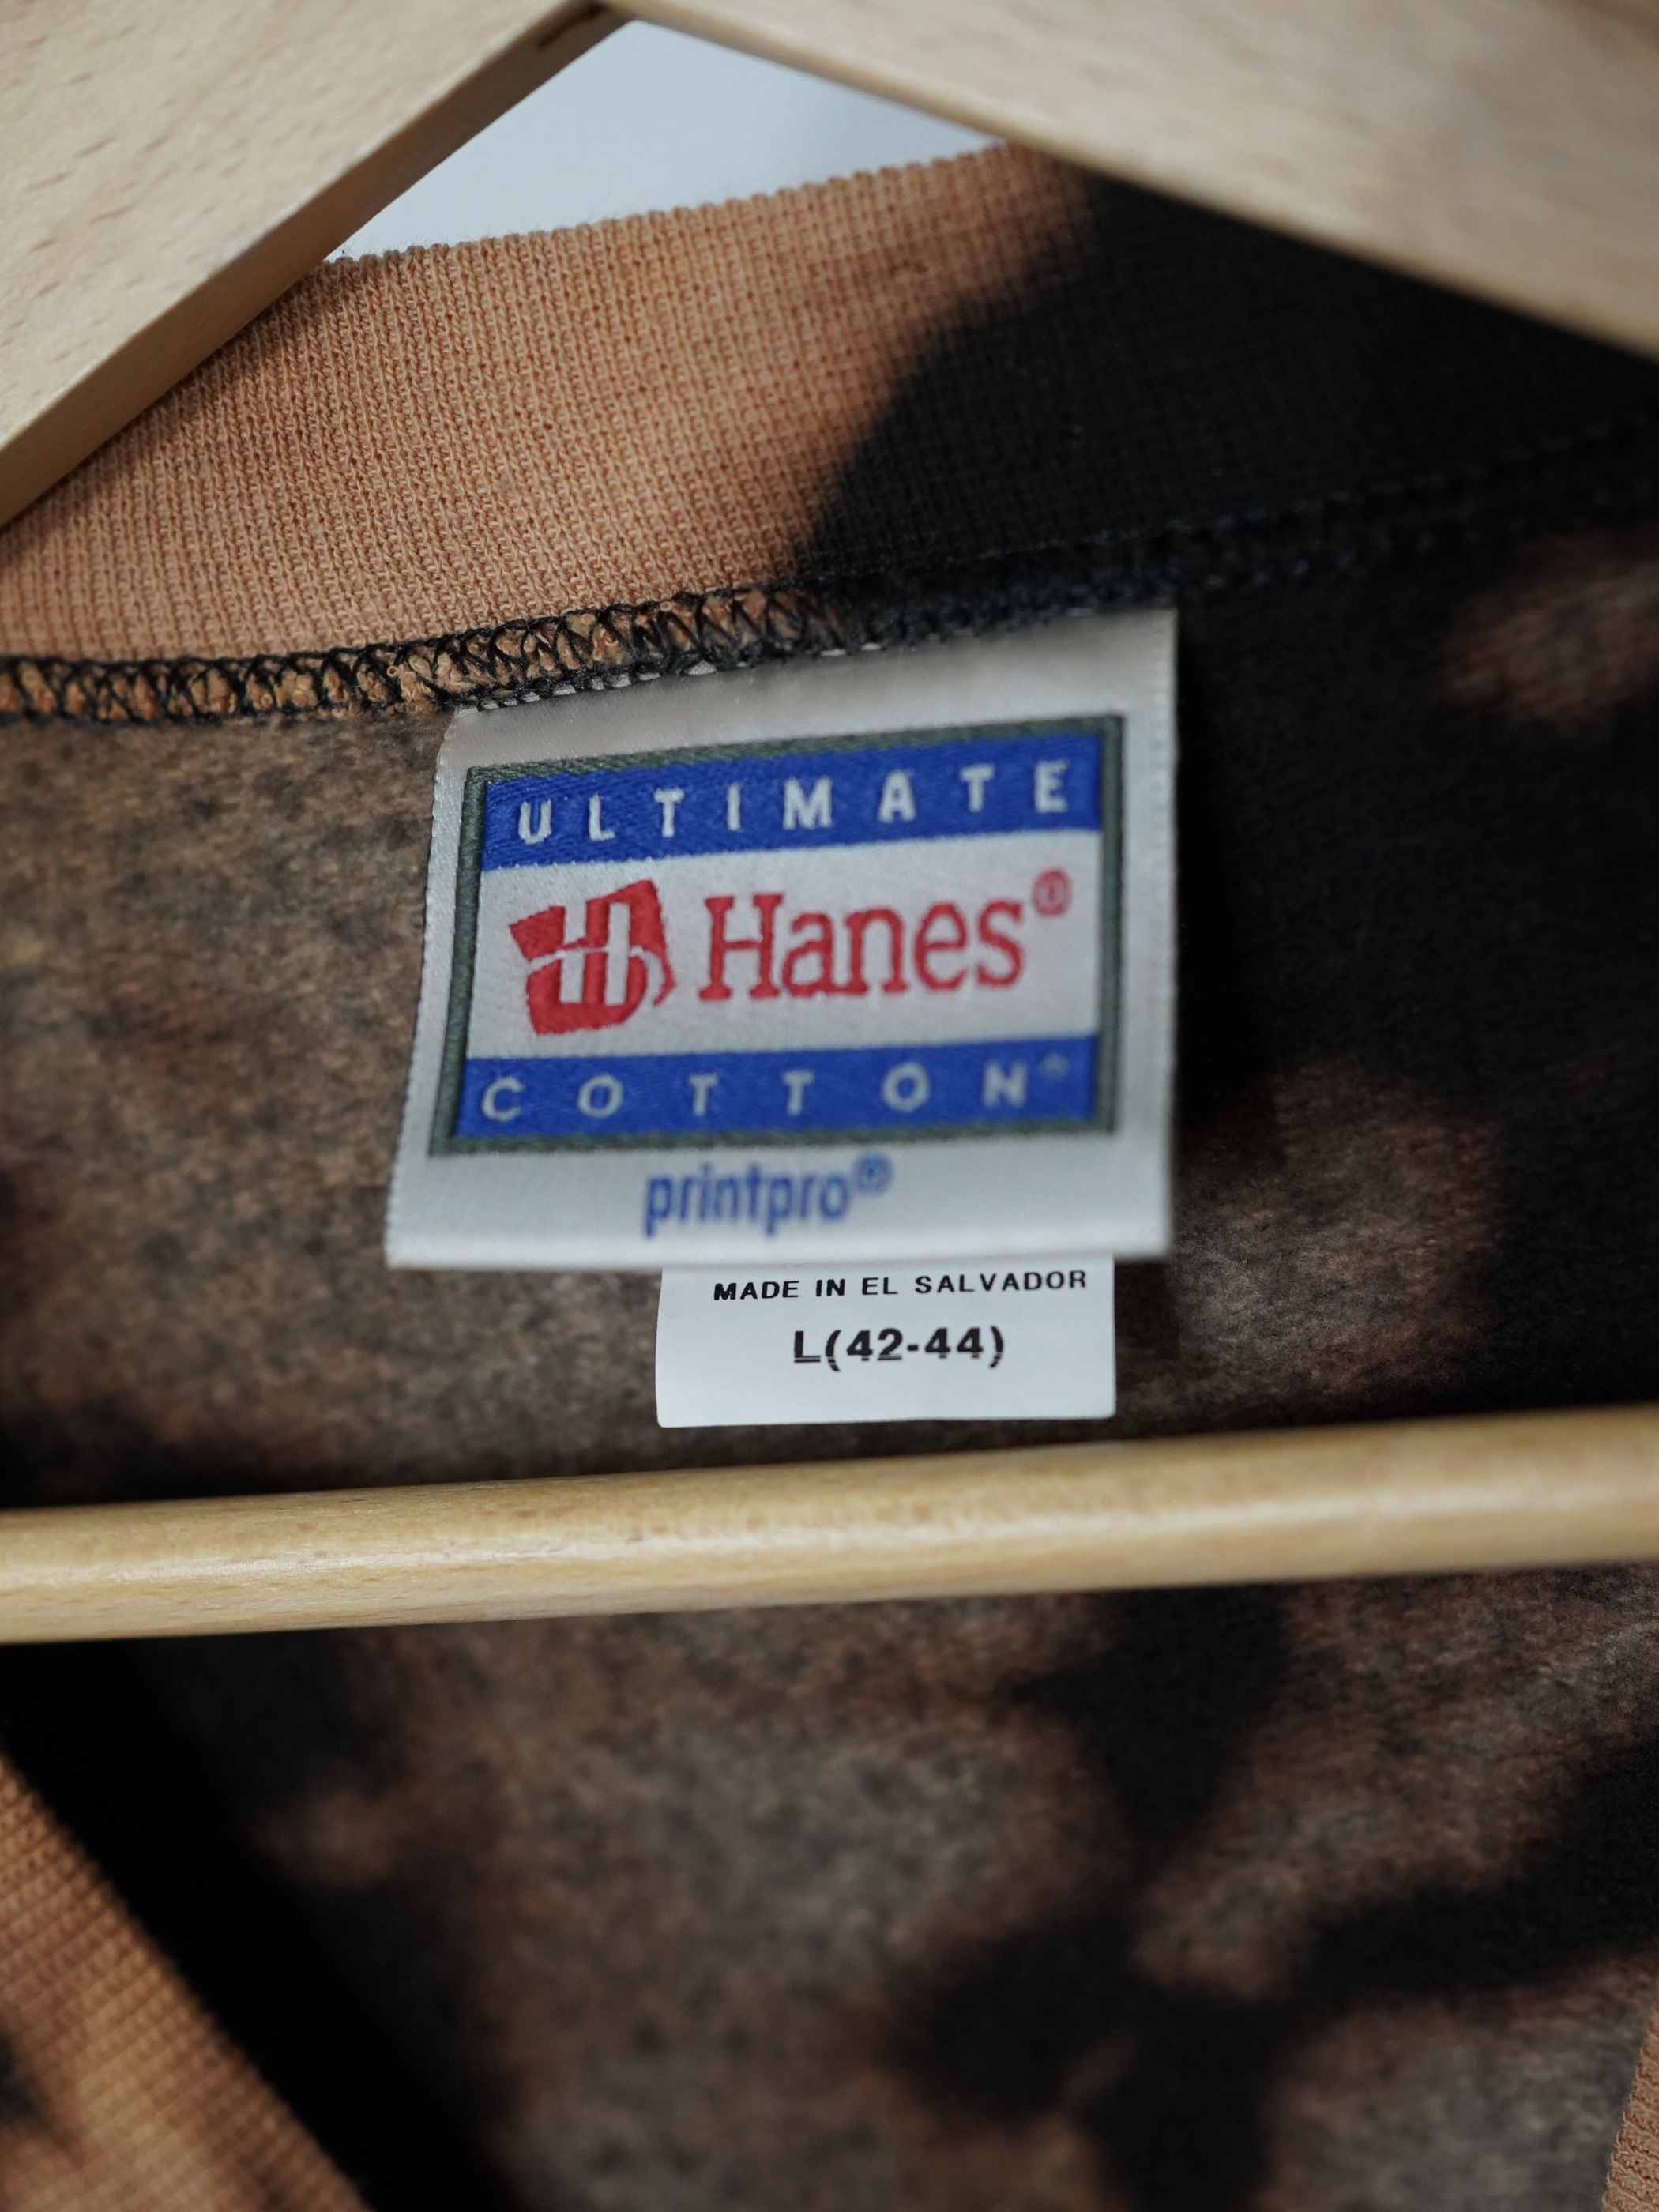 ULTIMATE
Hanes®
COTTON®
printpro®
MADE IN EL SALVADOR
L(42-44)